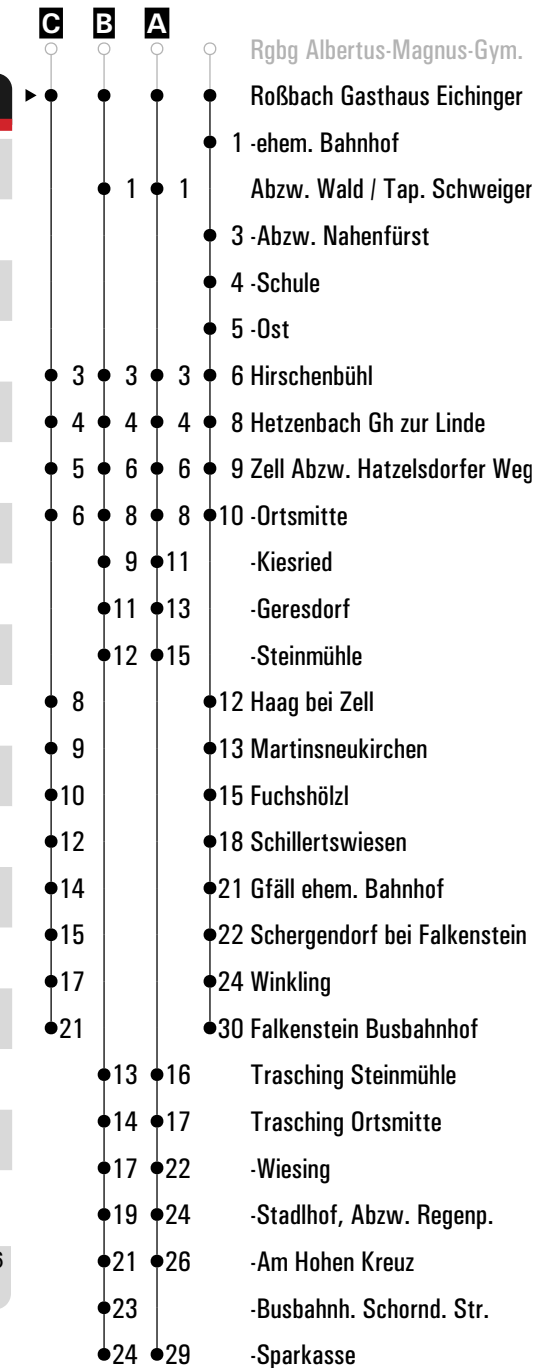 C B A
Rgbg Albertus-Magnus-Gym.
Roßbach Gasthaus Eichinger
1 -ehem. Bahnhof
1 1 Abzw. Wald / Tap. Schweiger
3 -Abzw. Nahenfürst
4 -Schule
5 -Ost
3 3 3 6 Hirschenbühl
4 4 4 8 Hetzenbach Gh zur Linde
5 6 6 9 Zell Abzw. Hatzelsdorfer Weg
6 8 8 10 -Ortsmitte
9 11 -Kiesried
11 13 -Geresdorf
12 15 -Steinmühle
8 12 Haag bei Zell
9 13 Martinsneukirchen
10 15 Fuchshölzl
12 18 Schillertswiesen
14 21 Gfäll ehem. Bahnhof
15 22 Schergendorf bei Falkenstein
17 24 Winkling
21 30 Falkenstein Busbahnhof
13 16 Trasching Steinmühle
14 17 Trasching Ortsmitte
17 22 -Wiesing
19 24 -Stadlhof, Abzw. Regenp.
21 26 -Am Hohen Kreuz
23 -Busbahnh. Schornd. Str.
24 29 -Sparkasse